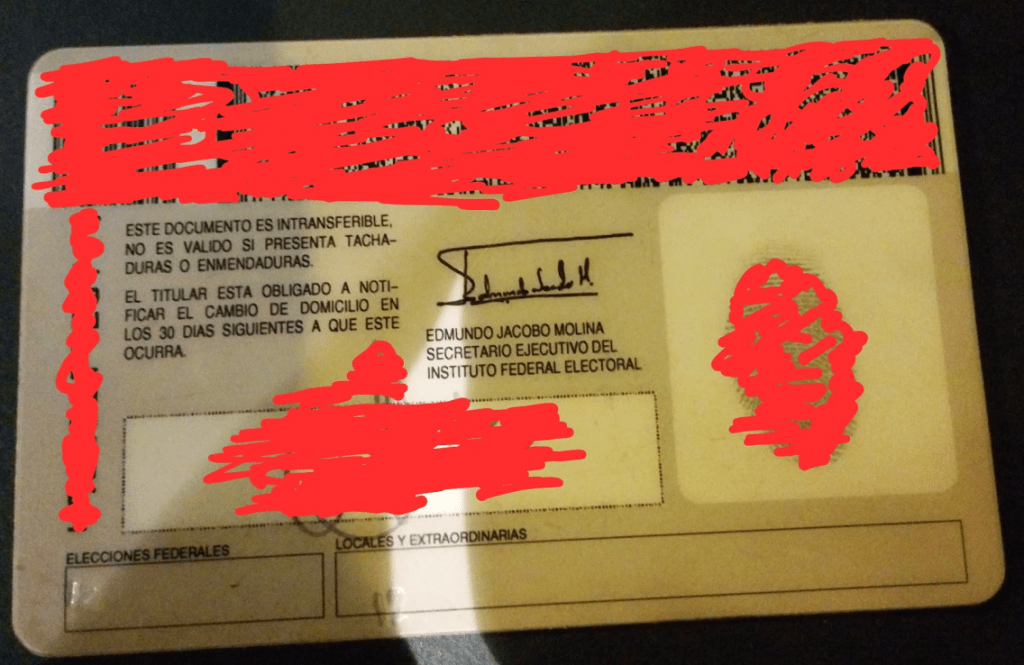 ESTE DOCUMENTO ES INTRANSFERIBLE,
NO ES VALIDO SI PRESENTA TACHA-
DURAS O ENMENDADURAS.
EL TITULAR ESTA OBLIGADO A NOTI-
FICAR EL CAMBIO DE DOMICILIO EN
LOS 30 DIAS SIGUIENTES A QUE ESTE
OCURRA.
EDMUNDO JACOBO MOLINA
SECRETARIO EJECUTIVO DEL
INSTITUTO FEDERAL ELECTORAL
ELECCIONES FEDERALES
LOCALES Y EXTRAORDINARIAS
12